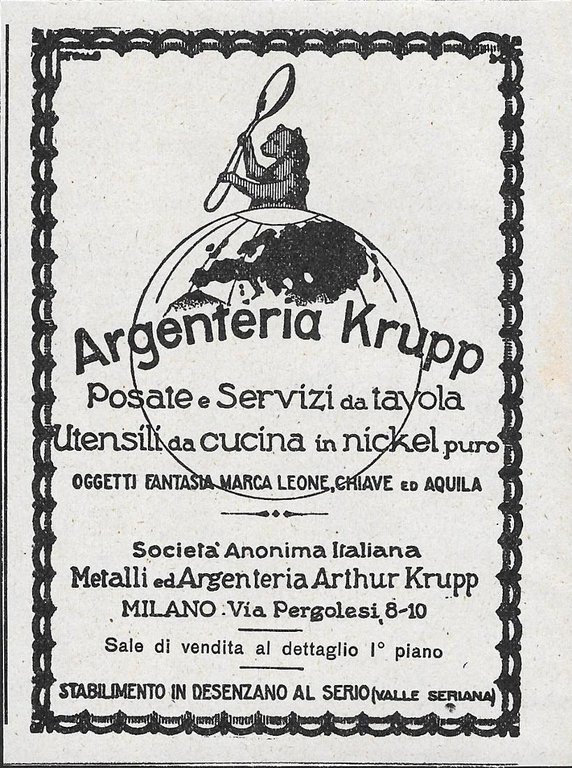 Argenteria Krupp
Posate e Servizi da tavola
Utensili da cucina in nickel puro
OGGETTI FANTASIA MARCA LEONE, CHIAVE ED AQUILA
Società Anonima Italiana
Metalli ed Argenteria Arthur Krupp
MILANO · Via Pergolesi, 8-10
Sale di vendita al dettaglio 1° piano
STABILIMENTO IN DESENZANO AL SERIO (VALLE SERIANA)